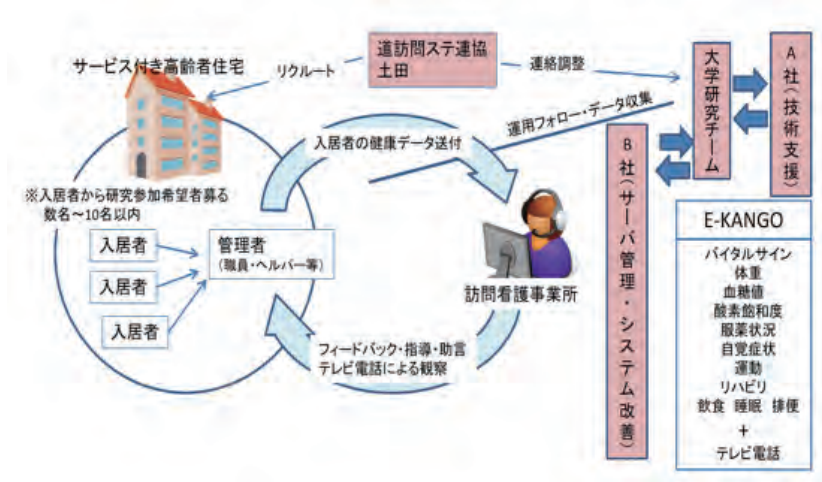 サービス付き高齢者住宅
リクルート
道訪問ステ連協
土田
連絡調整
大学研究チーム
A社(技術支援)
運用フォロー・データ収集
B社(サーバ管理・システム改善)
入居者の健康データ送付
※入居者から研究参加希望者募る
数名～10名以内
入居者
入居者
入居者
管理者
(職員・ヘルパー等)
訪問看護事業所
フィードバック・指導・助言
テレビ電話による観察
E-KANGO
バイタルサイン
体重
血糖値
酸素飽和度
服薬状況
自覚症状
運動
リハビリ
飲食 睡眠 排便
+
テレビ電話